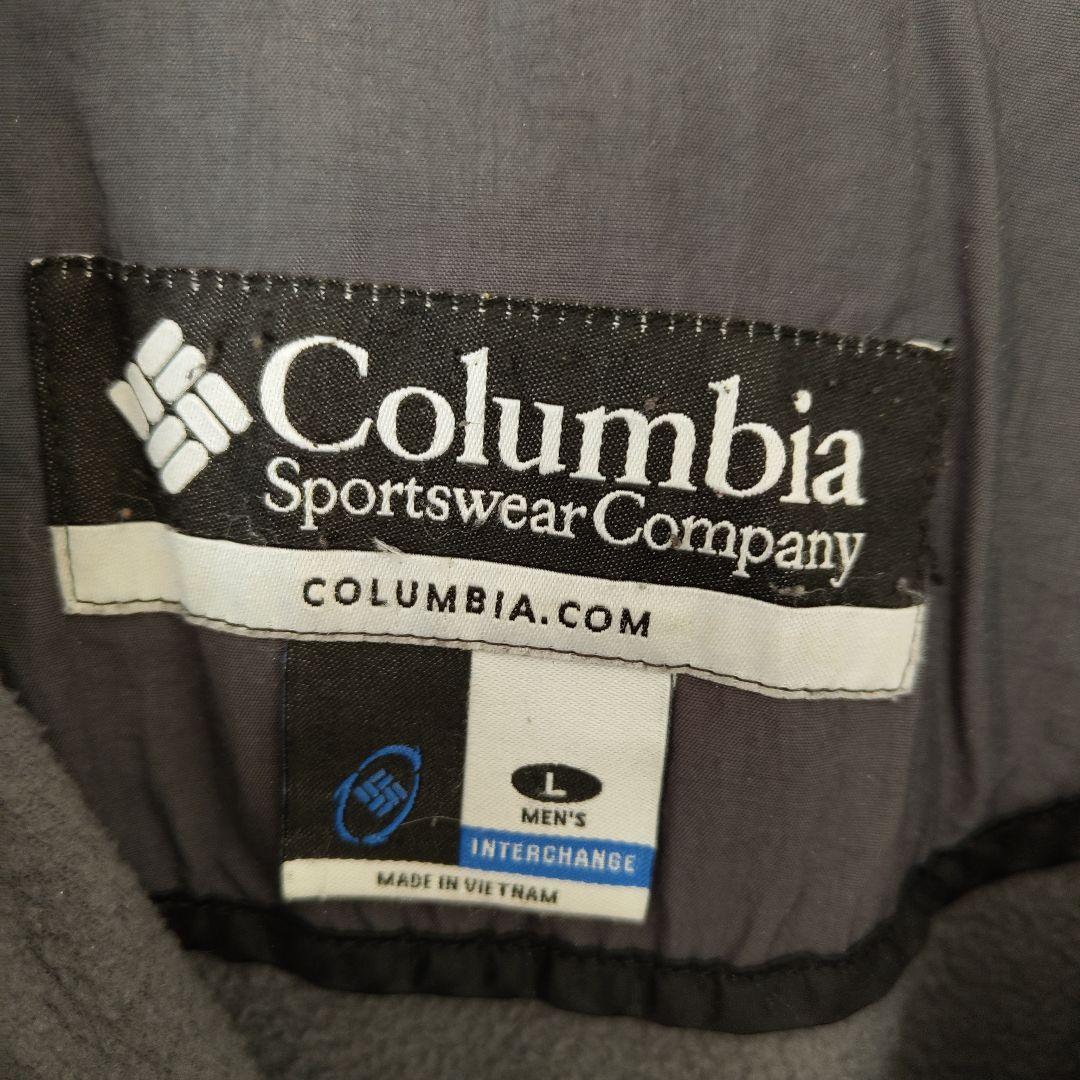 Columbia
Sportswear Company
COLUMBIA.COM
L
MEN'S
INTERCHANGE
MADE IN VIETNAM